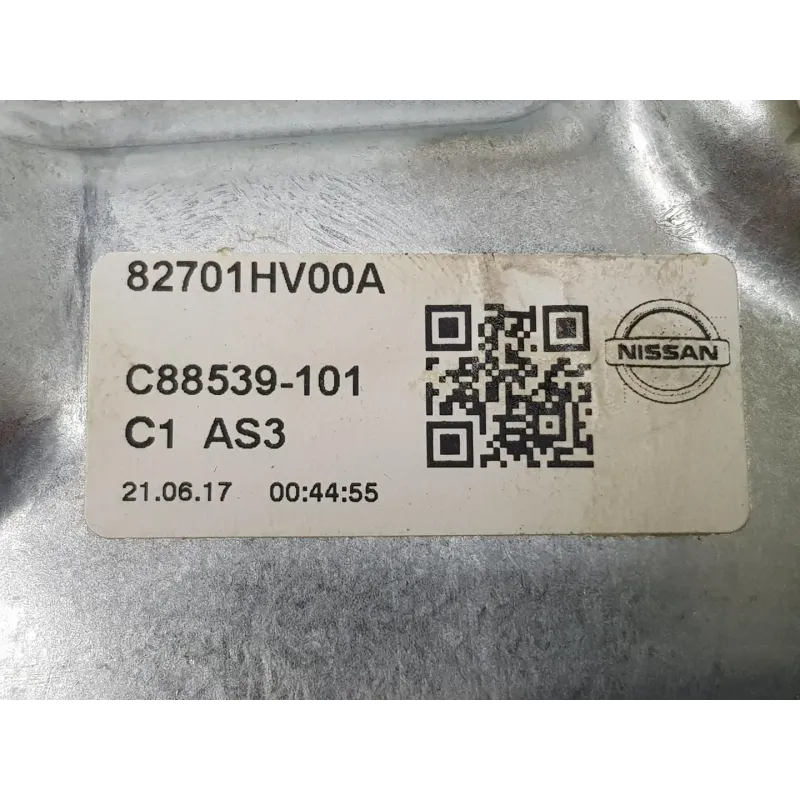 82701HV00A
NISSAN
C88539-101
C1 AS3
21.06.17 00:44:55